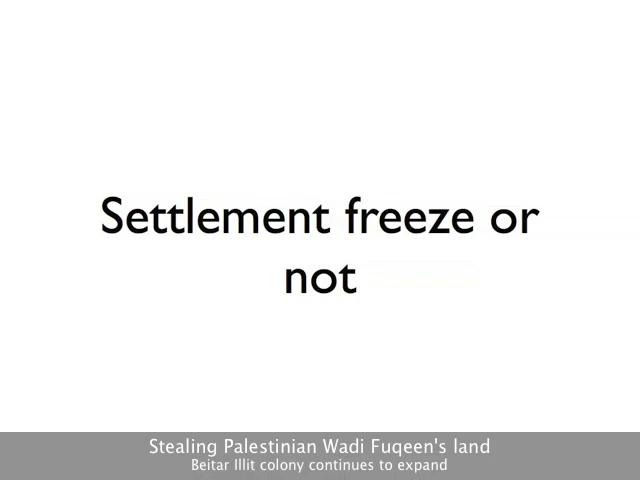 Settlement freeze or
not
Stealing Palestinian Wadi Fuqeen's land
Beitar Illit colony continues to expand